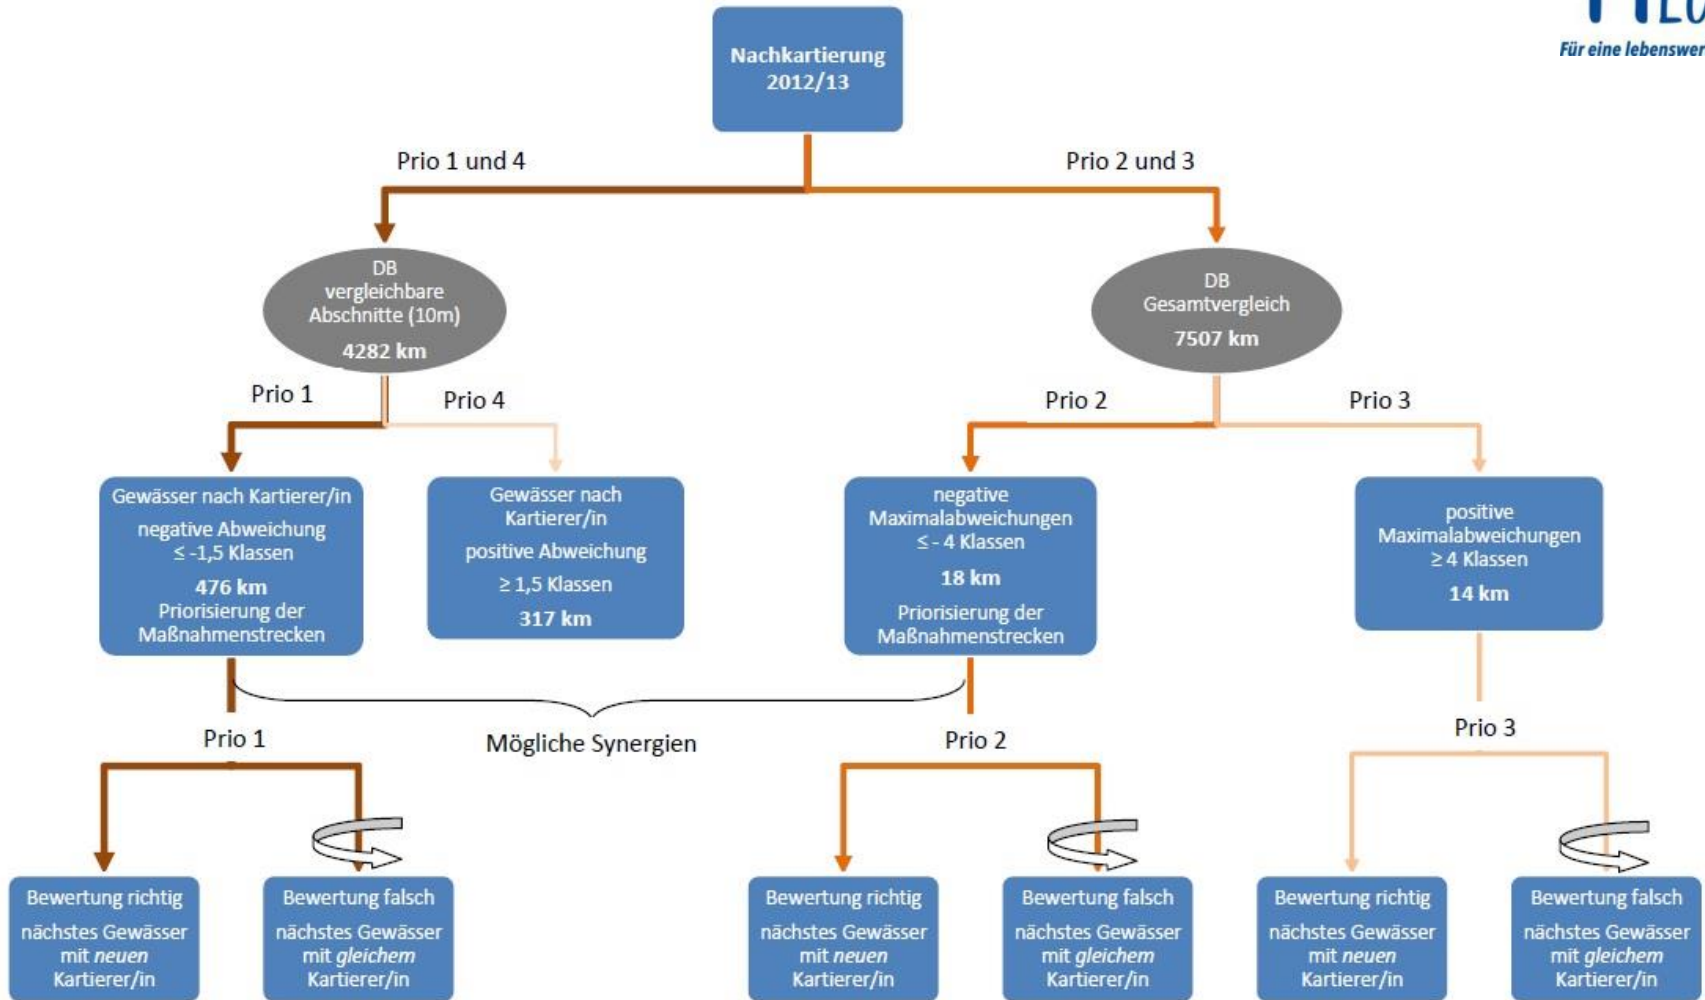 Für eine lebenswer
Nachkartierung
2012/13
Prio 1 und 4
Prio 2 und 3
DB
vergleichbare
Abschnitte (10m)
4282 km
DB
Gesamtvergleich
7507 km
Prio 1
Prio 4
Prio 2
Prio 3
Gewässer nach Kartierer/in
negative Abweichung
≤ -1,5 Klassen
476 km
Priorisierung der
Maßnahmenstrecken
Gewässer nach
Kartierer/in
positive Abweichung
≥ 1,5 Klassen
317 km
negative
Maximalabweichungen
≤ - 4 Klassen
18 km
Priorisierung der
Maßnahmenstrecken
positive
Maximalabweichungen
≥ 4 Klassen
14 km
Prio 1
Mögliche Synergien
Prio 2
Prio 3
Bewertung richtig
nächstes Gewässer
mit neuen
Kartierer/in
Bewertung falsch
nächstes Gewässer
mit gleichem
Kartierer/in
Bewertung richtig
nächstes Gewässer
mit neuen
Kartierer/in
Bewertung falsch
nächstes Gewässer
mit gleichem
Kartierer/in
Bewertung richtig
nächstes Gewässer
mit neuen
Kartierer/in
Bewertung falsch
nächstes Gewässer
mit gleichem
Kartierer/in